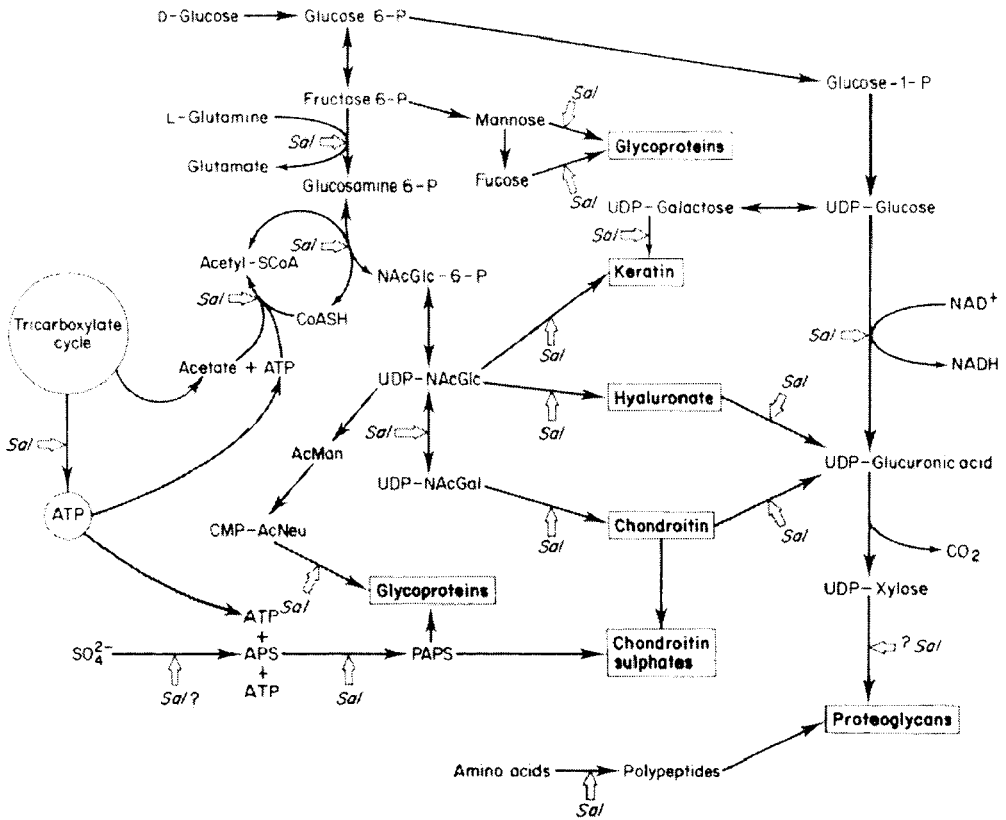 D-Glucose
Glucose 6-P
Glucose-1-P
Fructase 6-P
L-Glutamine
Sal
Mannose
Sal
Glycoproteins
Sal
Glutamate
Fucose
Glucosamine 6-P
Sal
UDP-Galactose
UDP-Glucose
Sal
Sal
Acetyl-SCoA
NAcGlc-6-P
Keratin
Sal
CoASH
NAD+
Tricarboxylate
cycle
Sal
Sal
NADH
Acetate + ATP
UDP-NAcGlc
Hyaluronate
Sal
Sal
Sal
Sal
AcMan
UDP-Glucuronic acid
UDP-NAcGal
ATP
CMP-AcNeu
Chondroitin
Sal
Sal
CO2
Sal
Glycoproteins
UDP-Xylose
ATP
+
SO4 2-
APS
PAPS
Chondroitin
sulphates
? Sal
+
ATP
Sal?
Sal
Proteoglycans
Amino acids
Polypeptides
Sal